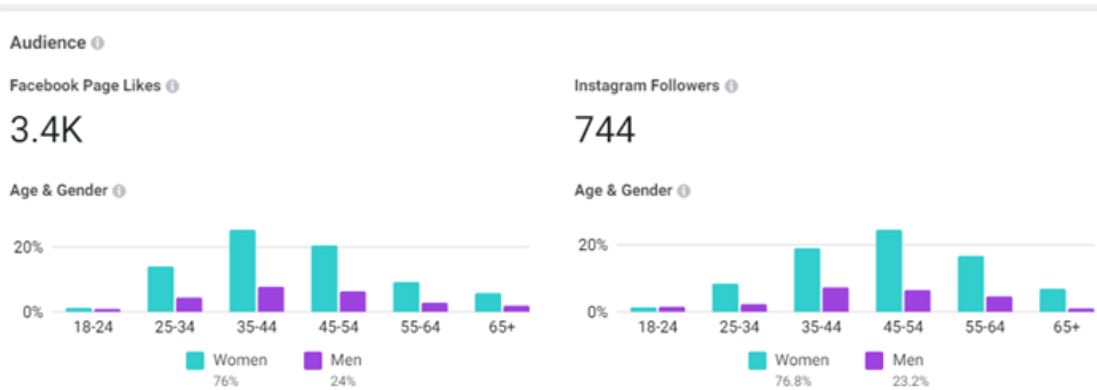 Audience
Facebook Page Likes
3.4K
Age & Gender
20%
0%
18-24 25-34 35-44 45-54 55-64 65+
Women Men
76% 24%
Instagram Followers
744
Age & Gender
20%
0%
18-24 25-34 35-44 45-54 55-64 65+
Women Men
76.8% 23.2%